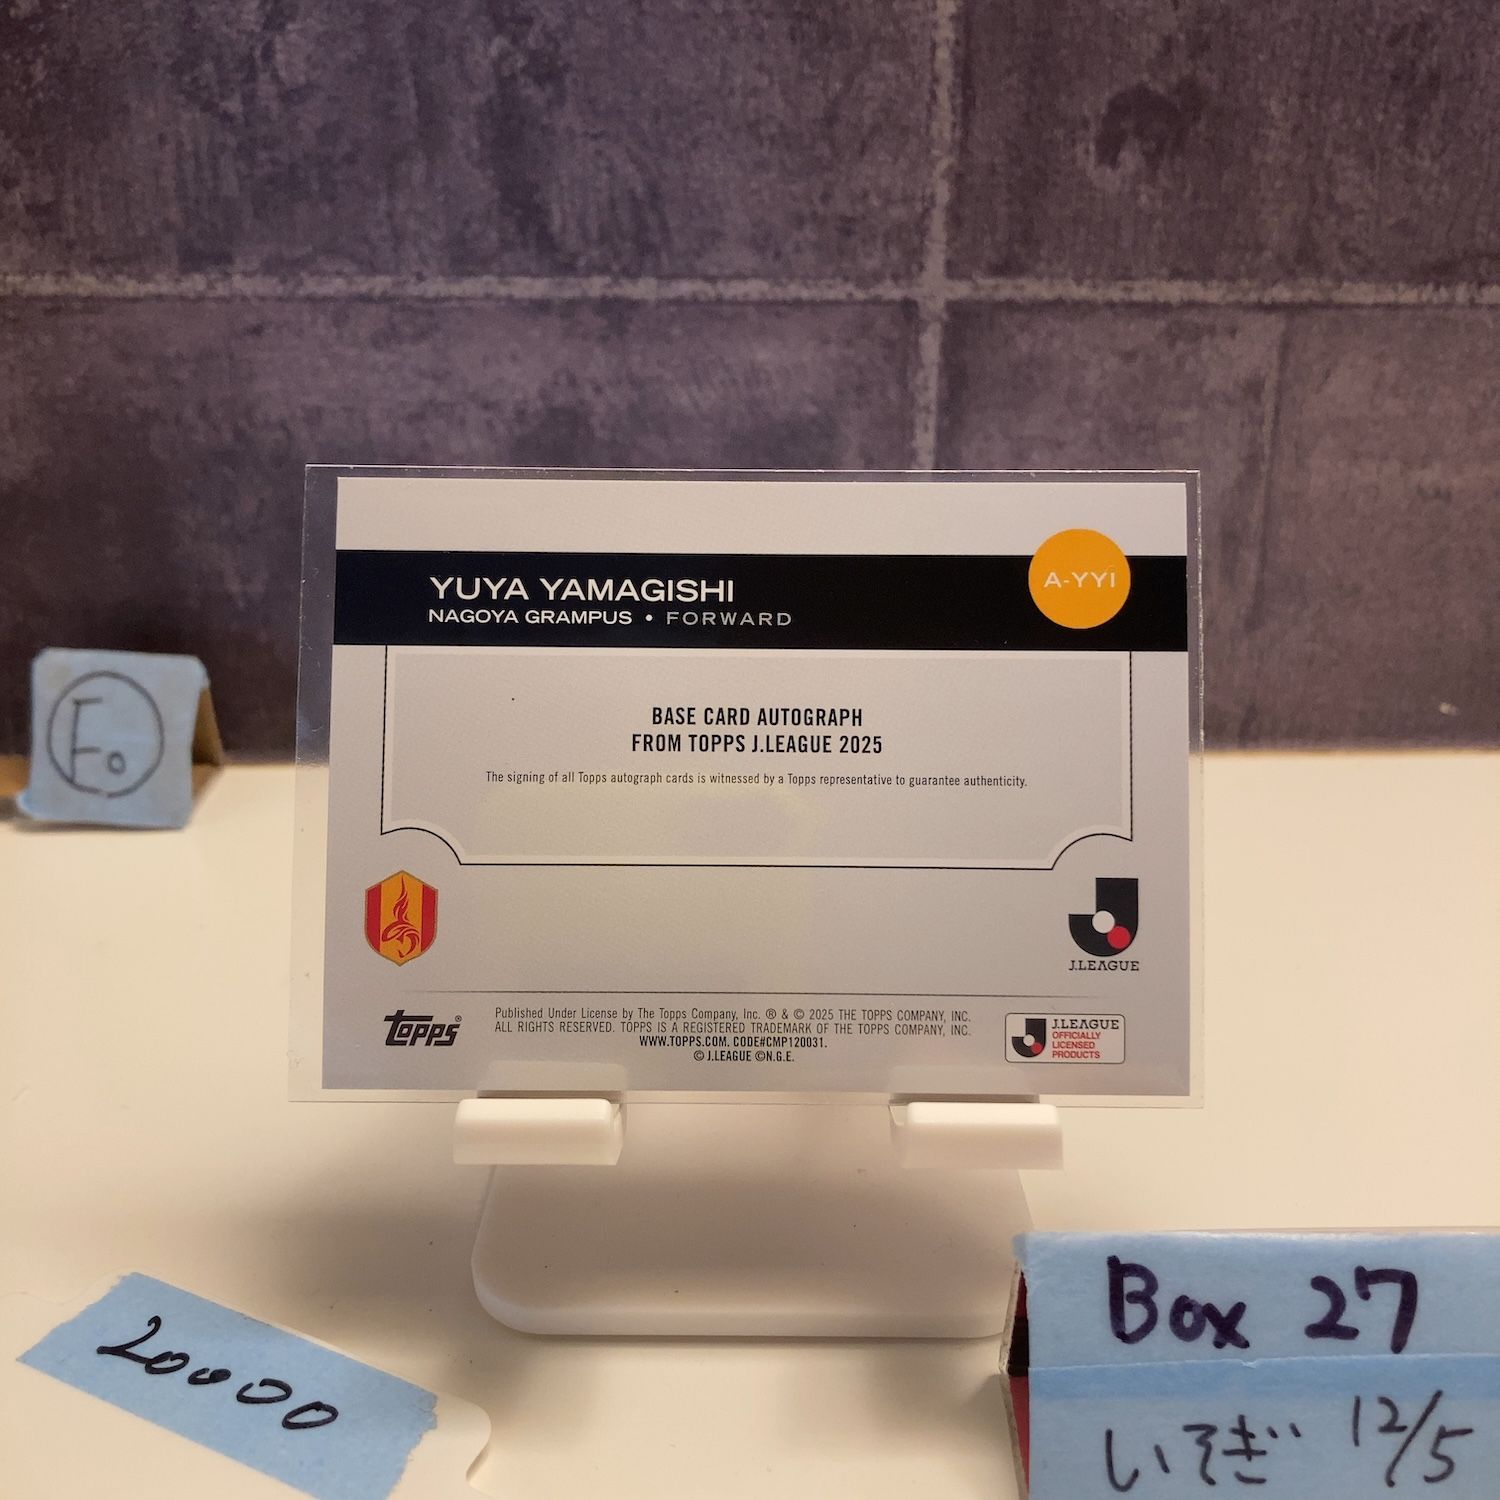 YUYA YAMAGISHI
NAGOYA GRAMPUS • FORWARD
A-YYI
BASE CARD AUTOGRAPH
FROM TOPPS J.LEAGUE 2025
The signing of all Topps autograph cards is witnessed by a Topps representative to guarantee authenticity.
J.LEAGUE
Topps®
Published Under License by The Topps Company, Inc. ® & © 2025 THE TOPPS COMPANY, INC.
ALL RIGHTS RESERVED. TOPPS IS A REGISTERED TRADEMARK OF THE TOPPS COMPANY, INC.
WWW.TOPPS.COM. CODE#CMP120031.
© J.LEAGUE ©N.G.E.
J.LEAGUE
OFFICIALLY
LICENSED
PRODUCTS
Fo
20000
Box 27
いそぎ 12/5